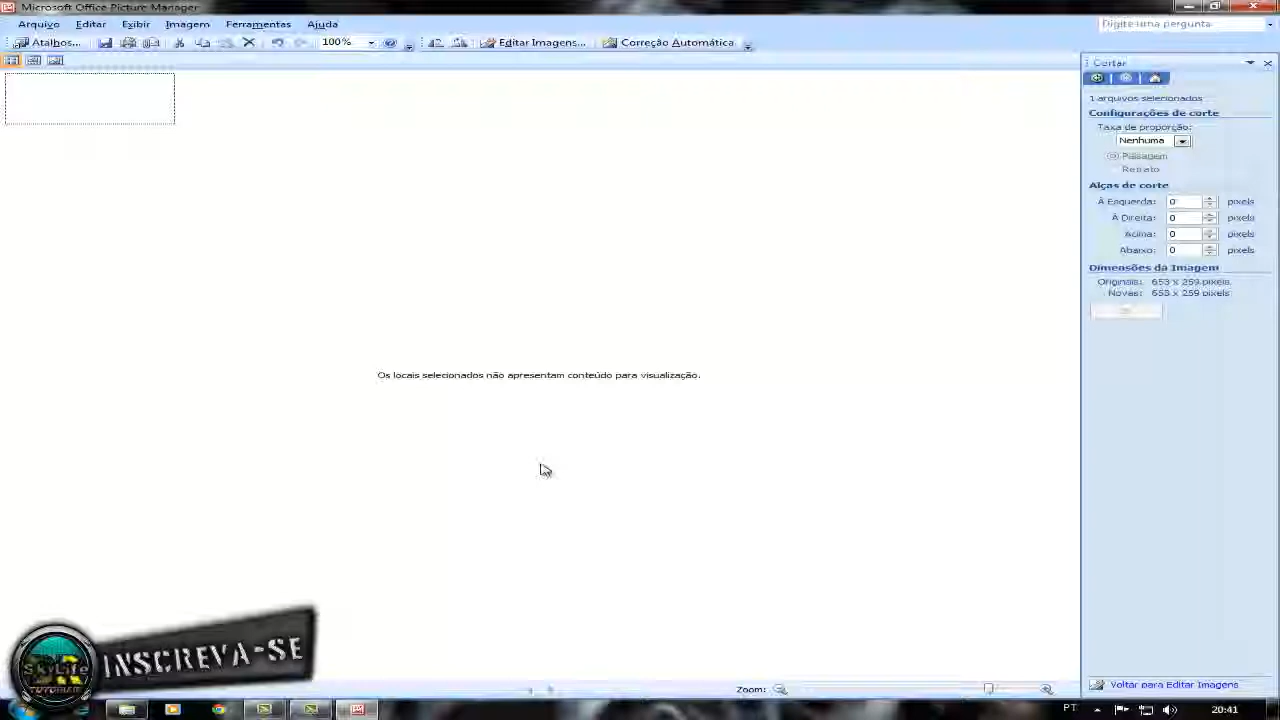 Microsoft Office Picture Manager
Arquivo Editar Exibir Imagem Ferramentas Ajuda
Digite uma pergunta
Atalhos... 100% Editar Imagens... Correção Automática
Cortar
1 arquivos selecionados
Configurações de corte
Taxa de proporção:
Nenhuma
Paisagem
Retrato
Alças de corte
À Esquerda: 0 pixels
À Direita: 0 pixels
Acima: 0 pixels
Abaixo: 0 pixels
Dimensões da Imagem
Originais: 653 x 259 pixels
Novas: 653 x 259 pixels
OK
Os locais selecionados não apresentam conteúdo para visualização.
INSCREVA-SE
SkyLife
TUTORIAIS
Voltar para Editar Imagens
Zoom:
PT 20:41